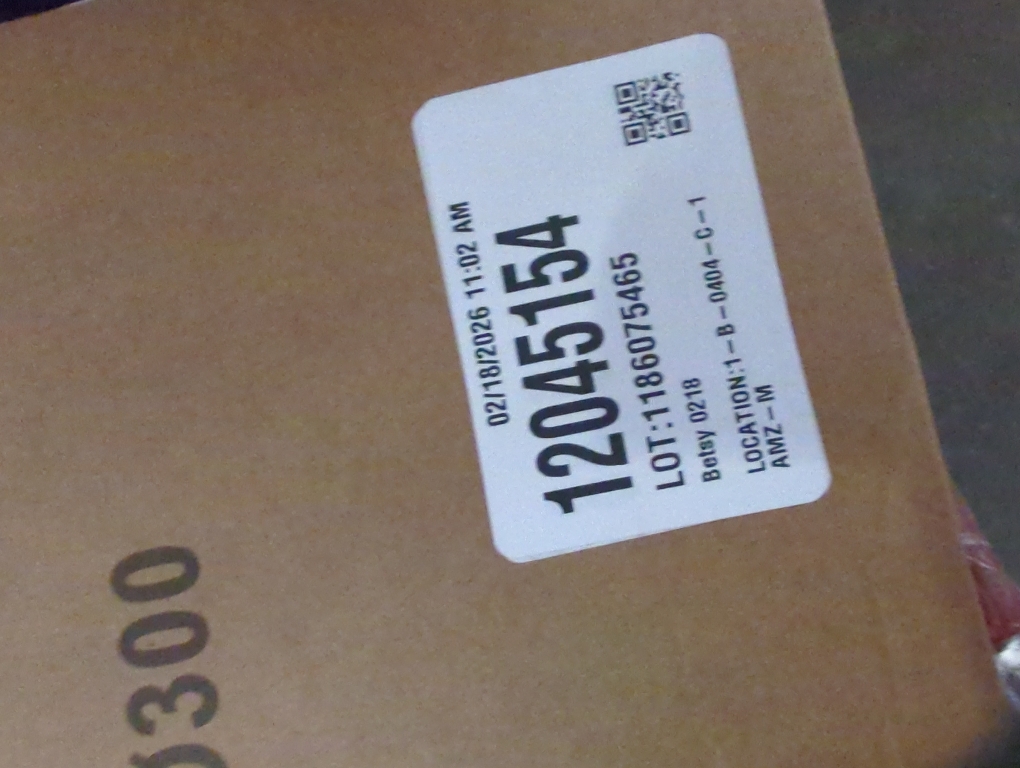 02/18/2026 11:02 AM
12045154
LOT:1186075465
Betsy 0218
LOCATION:1-B-0404-C-1
AMZ-M
300